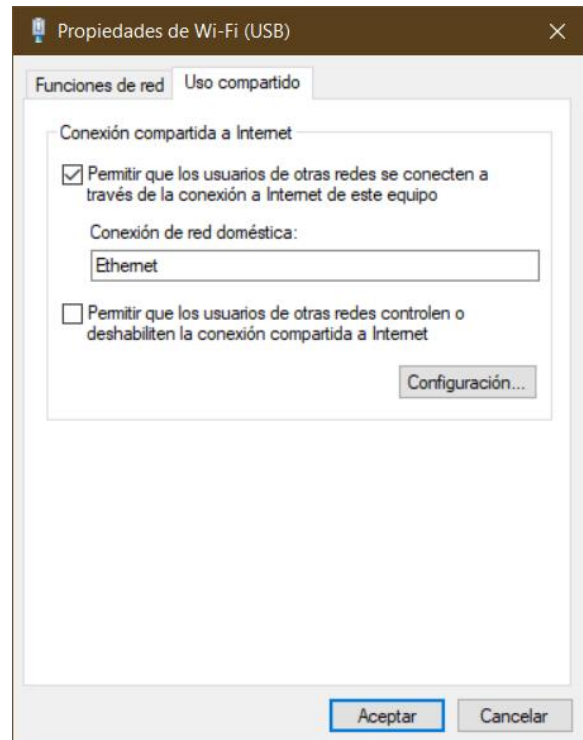 Propiedades de Wi-Fi (USB)
Funciones de red
Uso compartido
Conexión compartida a Internet
Permitir que los usuarios de otras redes se conecten a
través de la conexión a Internet de este equipo
Conexión de red doméstica:
Ethernet
Permitir que los usuarios de otras redes controlen o
deshabiliten la conexión compartida a Internet
Configuración...
Aceptar
Cancelar